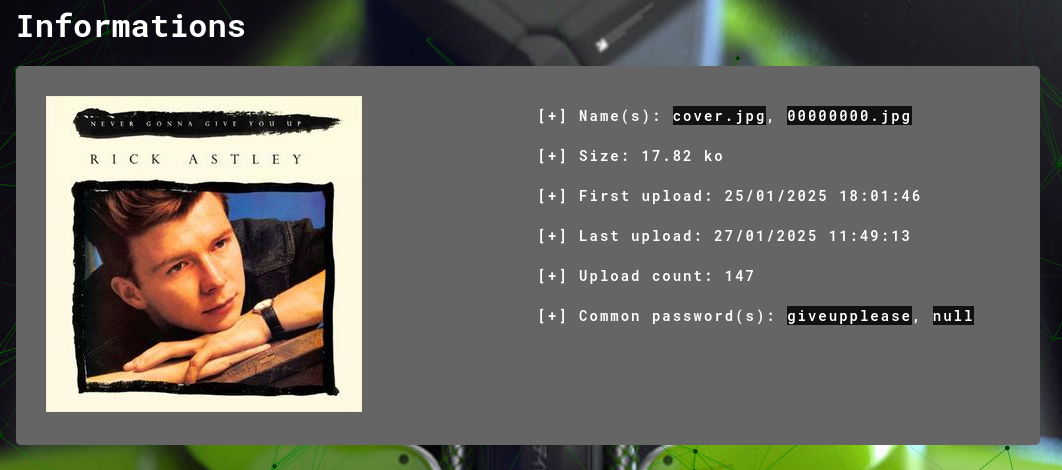 Informations
NEVER GONNA GIVE YOU UP
RICK ASTLEY
[+] Name(s): cover.jpg, 00000000.jpg
[+] Size: 17.82 ko
[+] First upload: 25/01/2025 18:01:46
[+] Last upload: 27/01/2025 11:49:13
[+] Upload count: 147
[+] Common password(s): giveupplease, null